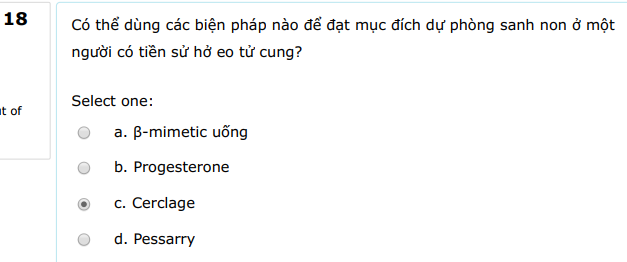 18
Có thể dùng các biện pháp nào để đạt mục đích dự phòng sanh non ở một
người có tiền sử hở eo tử cung?
Select one:
t of
a. β-mimetic uống
b. Progesterone
c. Cerclage
d. Pessarry